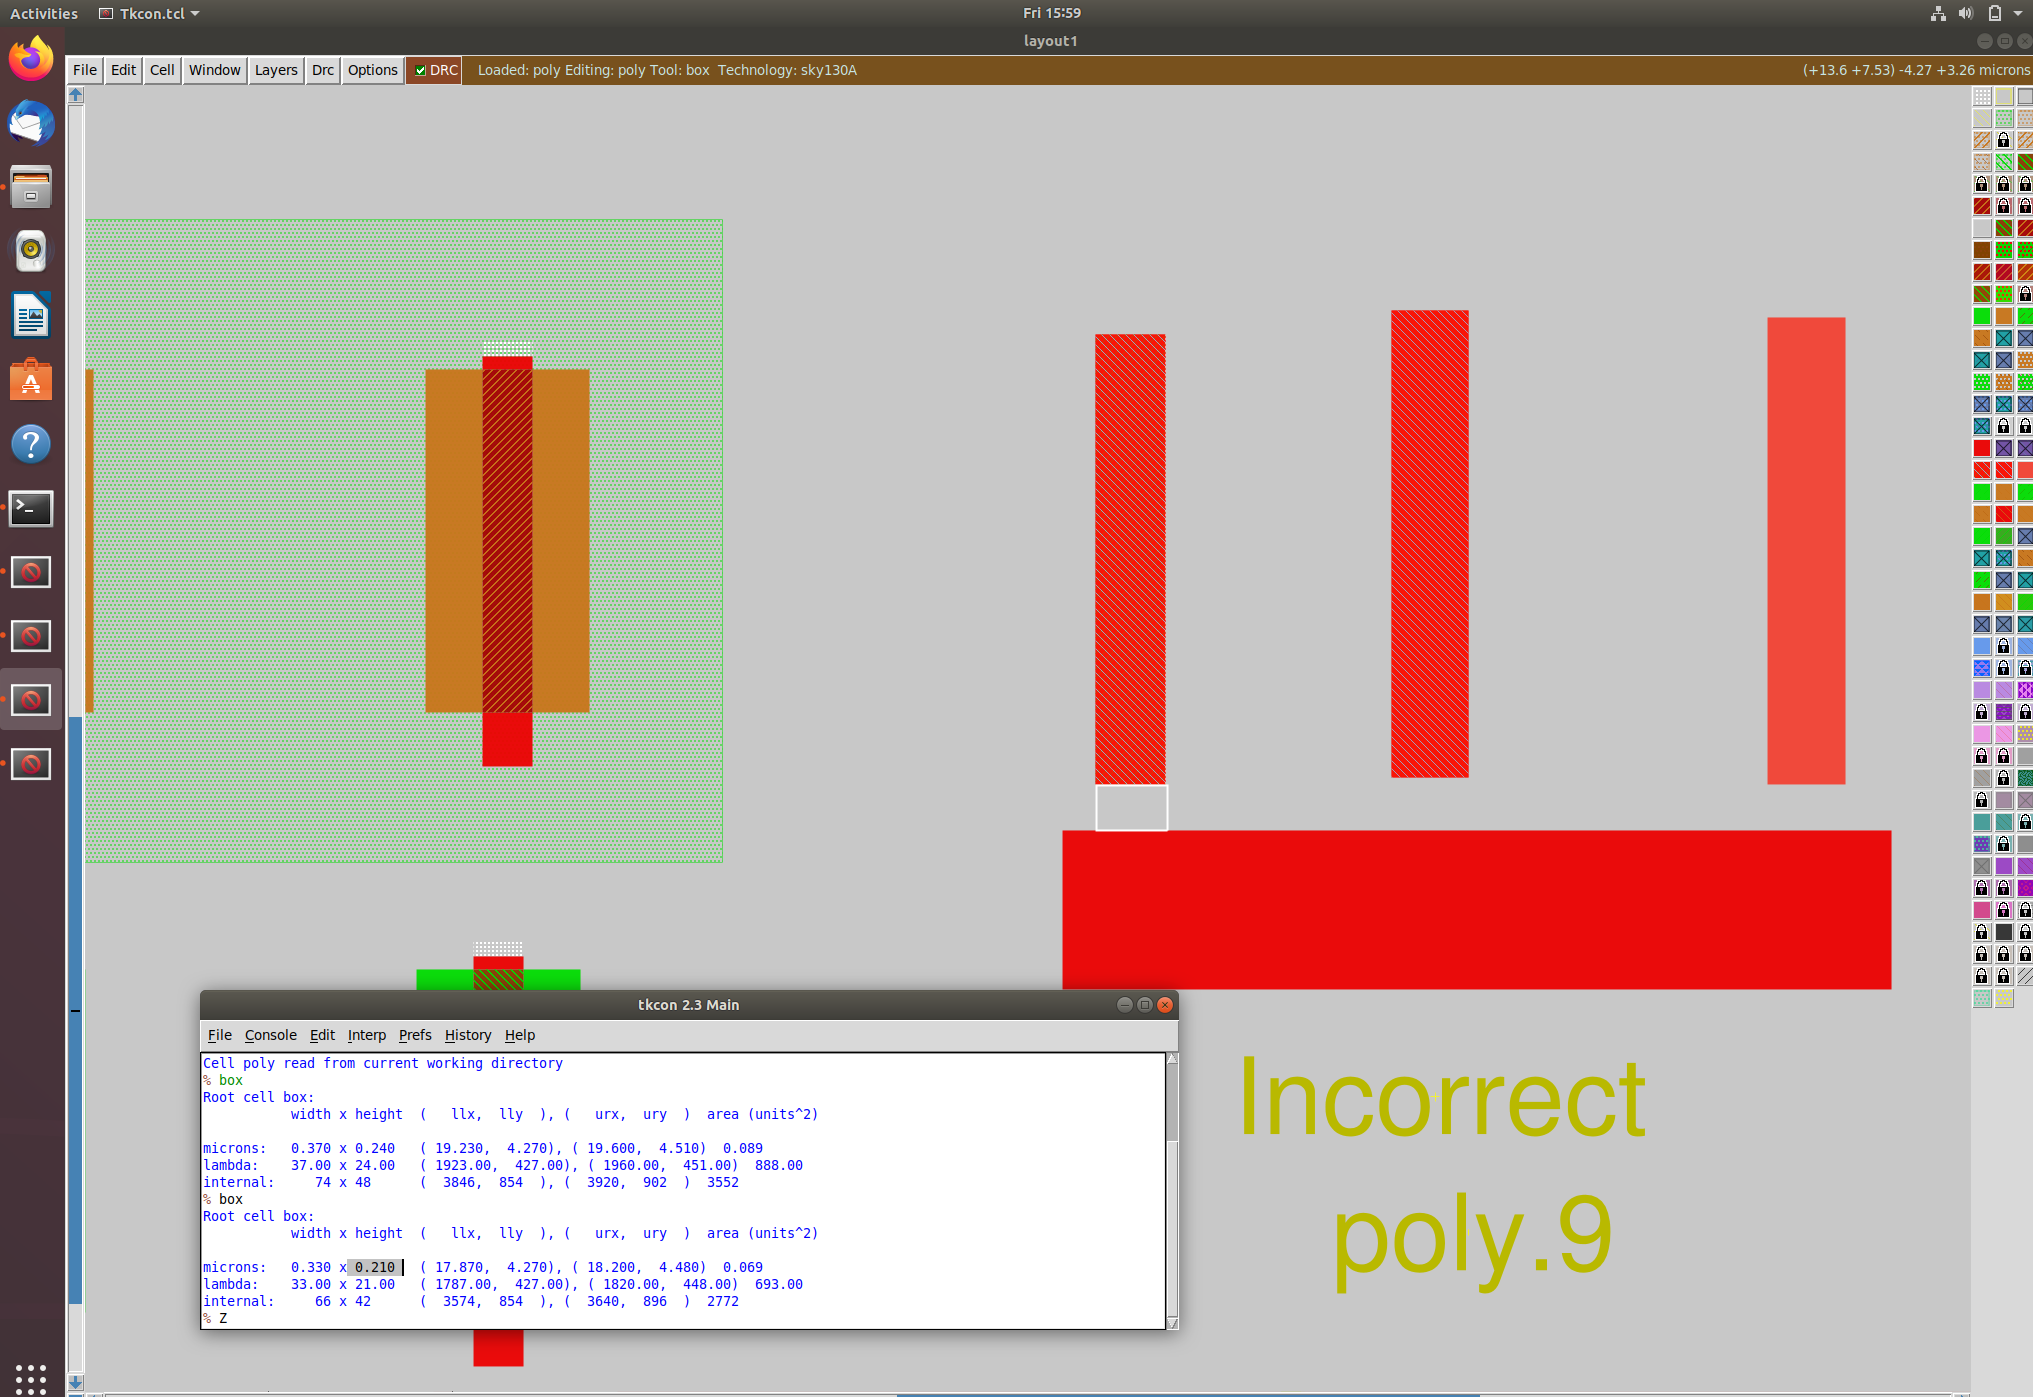 Activities Tkcon.tcl Fri 15:59
layout1
File Edit Cell Window Layers Drc Options DRC Loaded: poly Editing: poly Tool: box Technology: sky130A (+13.6 +7.53) -4.27 +3.26 microns
Incorrect
poly.9
tkcon 2.3 Main
File Console Edit Interp Prefs History Help
Cell poly read from current working directory
% box
Root cell box:
width x height ( llx, lly ), ( urx, ury ) area (units^2)
microns: 0.370 x 0.240 ( 19.230, 4.270), ( 19.600, 4.510) 0.089
lambda: 37.00 x 24.00 ( 1923.00, 427.00), ( 1960.00, 451.00) 888.00
internal: 74 x 48 ( 3846, 854 ), ( 3920, 902 ) 3552
% box
Root cell box:
width x height ( llx, lly ), ( urx, ury ) area (units^2)
microns: 0.330 x 0.210 ( 17.870, 4.270), ( 18.200, 4.480) 0.069
lambda: 33.00 x 21.00 ( 1787.00, 427.00), ( 1820.00, 448.00) 693.00
internal: 66 x 42 ( 3574, 854 ), ( 3640, 896 ) 2772
% Z